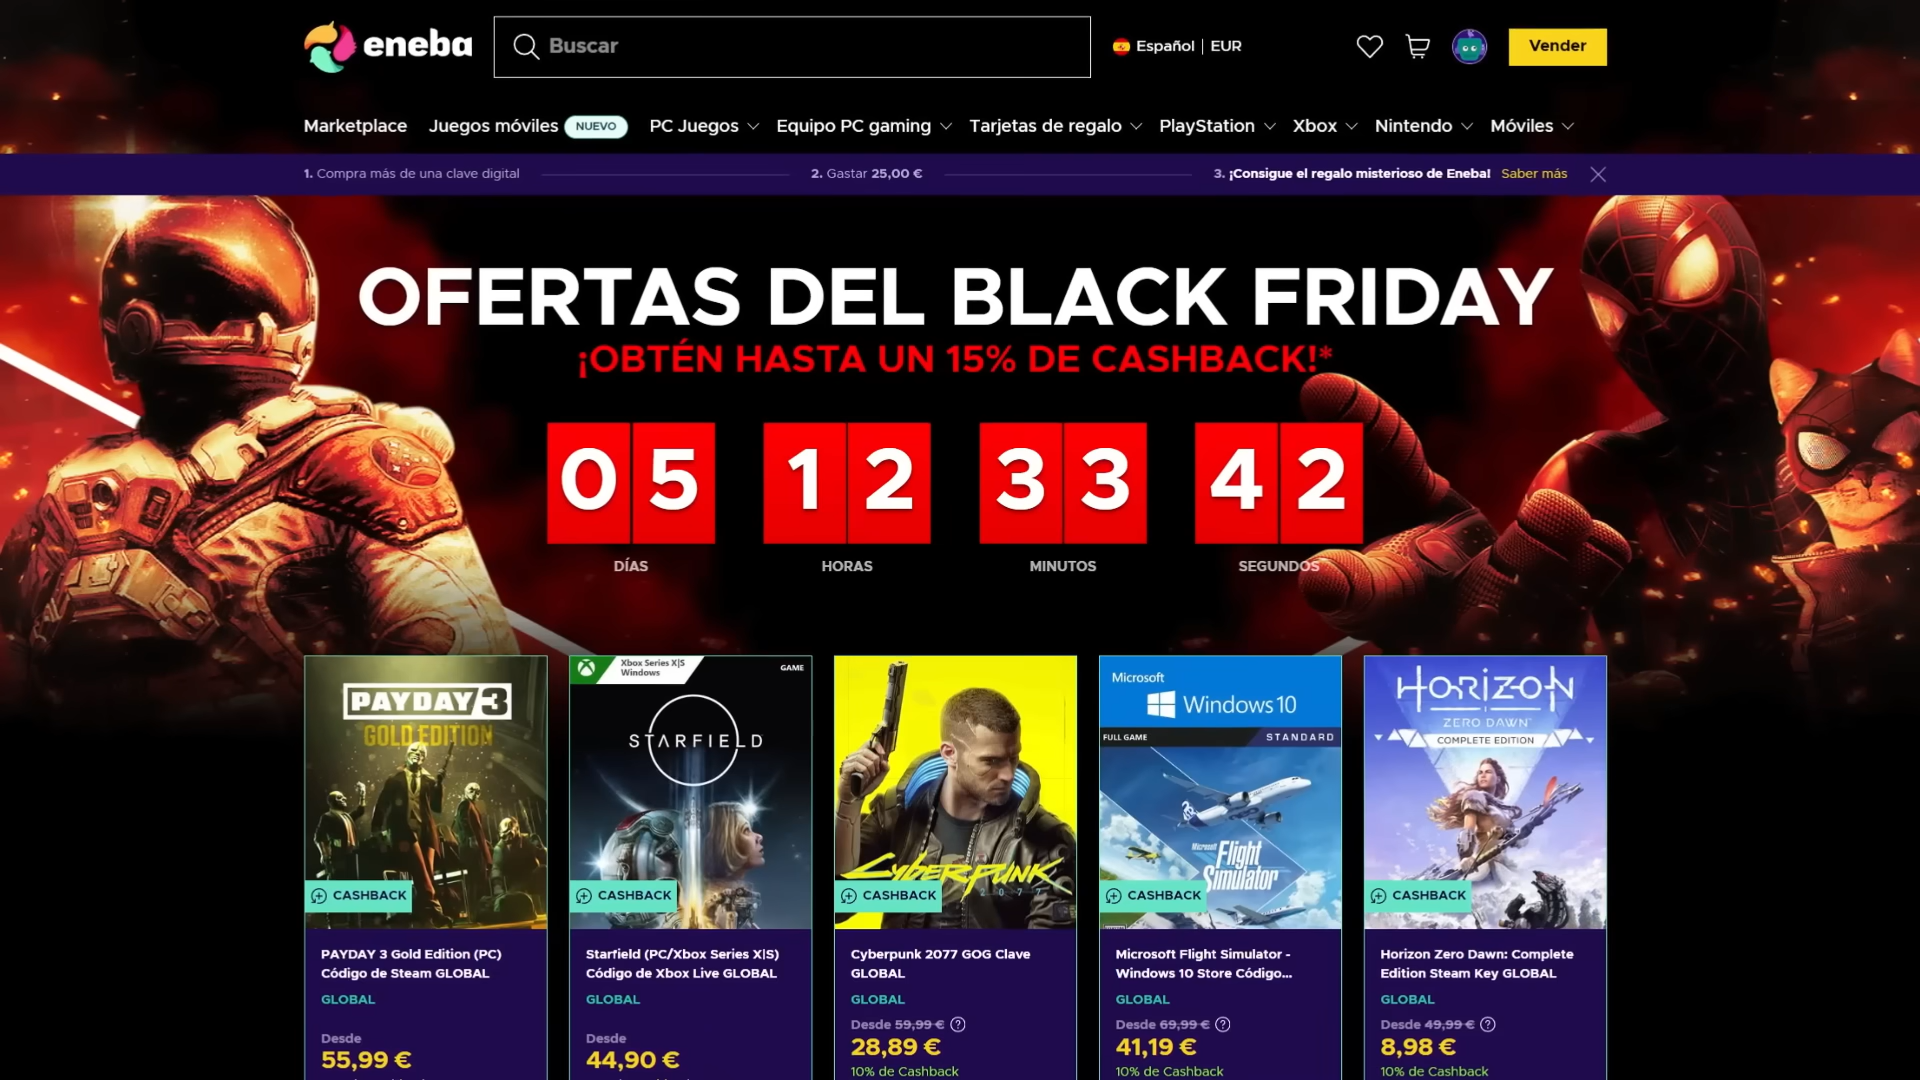 eneba
Buscar
Español | EUR
Vender
Marketplace
Juegos móviles NUEVO
PC Juegos
Equipo PC gaming
Tarjetas de regalo
PlayStation
Xbox
Nintendo
Móviles
1. Compra más de una clave digital
2. Gastar 25,00 €
3. ¡Consigue el regalo misterioso de Eneba! Saber más
OFERTAS DEL BLACK FRIDAY
¡OBTÉN HASTA UN 15% DE CASHBACK!*
05 12 33 42
DÍAS HORAS MINUTOS SEGUNDOS
PAYDAY 3
GOLD EDITION
CASHBACK
PAYDAY 3 Gold Edition (PC)
Código de Steam GLOBAL
GLOBAL
Desde
55,99 €
Xbox Series X|S
Windows
GAME
STARFIELD
CASHBACK
Starfield (PC/Xbox Series X|S)
Código de Xbox Live GLOBAL
GLOBAL
Desde
44,90 €
Cyberpunk
2077
CASHBACK
Cyberpunk 2077 GOG Clave
GLOBAL
GLOBAL
Desde 59,99 €
28,89 €
10% de Cashback
Microsoft
Windows 10
FULL GAME STANDARD
Microsoft
Flight
Simulator
CASHBACK
Microsoft Flight Simulator -
Windows 10 Store Código...
GLOBAL
Desde 69,99 €
41,19 €
10% de Cashback
HORIZON
ZERO DAWN
COMPLETE EDITION
CASHBACK
Horizon Zero Dawn: Complete
Edition Steam Key GLOBAL
GLOBAL
Desde 49,99 €
8,98 €
10% de Cashback